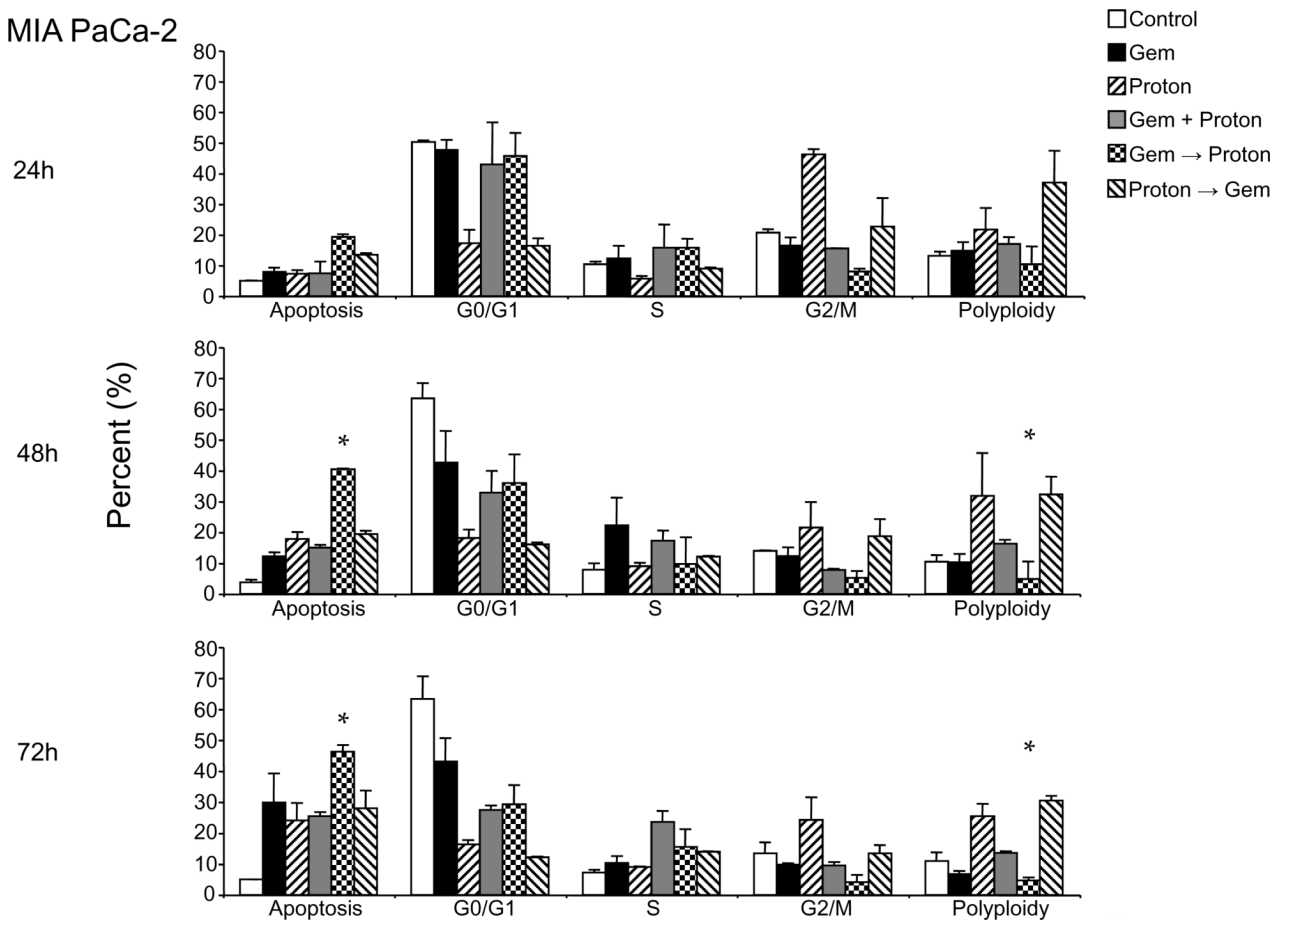 MIA PaCa-2
Control
Gem
Proton
Gem + Proton
Gem → Proton
Proton → Gem
24h
80
70
60
50
40
30
20
10
0
Apoptosis G0/G1 S G2/M Polyploidy
Percent (%)
48h
80
70
60
50
40
30
20
10
0
* *
Apoptosis G0/G1 S G2/M Polyploidy
72h
80
70
60
50
40
30
20
10
0
* *
Apoptosis G0/G1 S G2/M Polyploidy